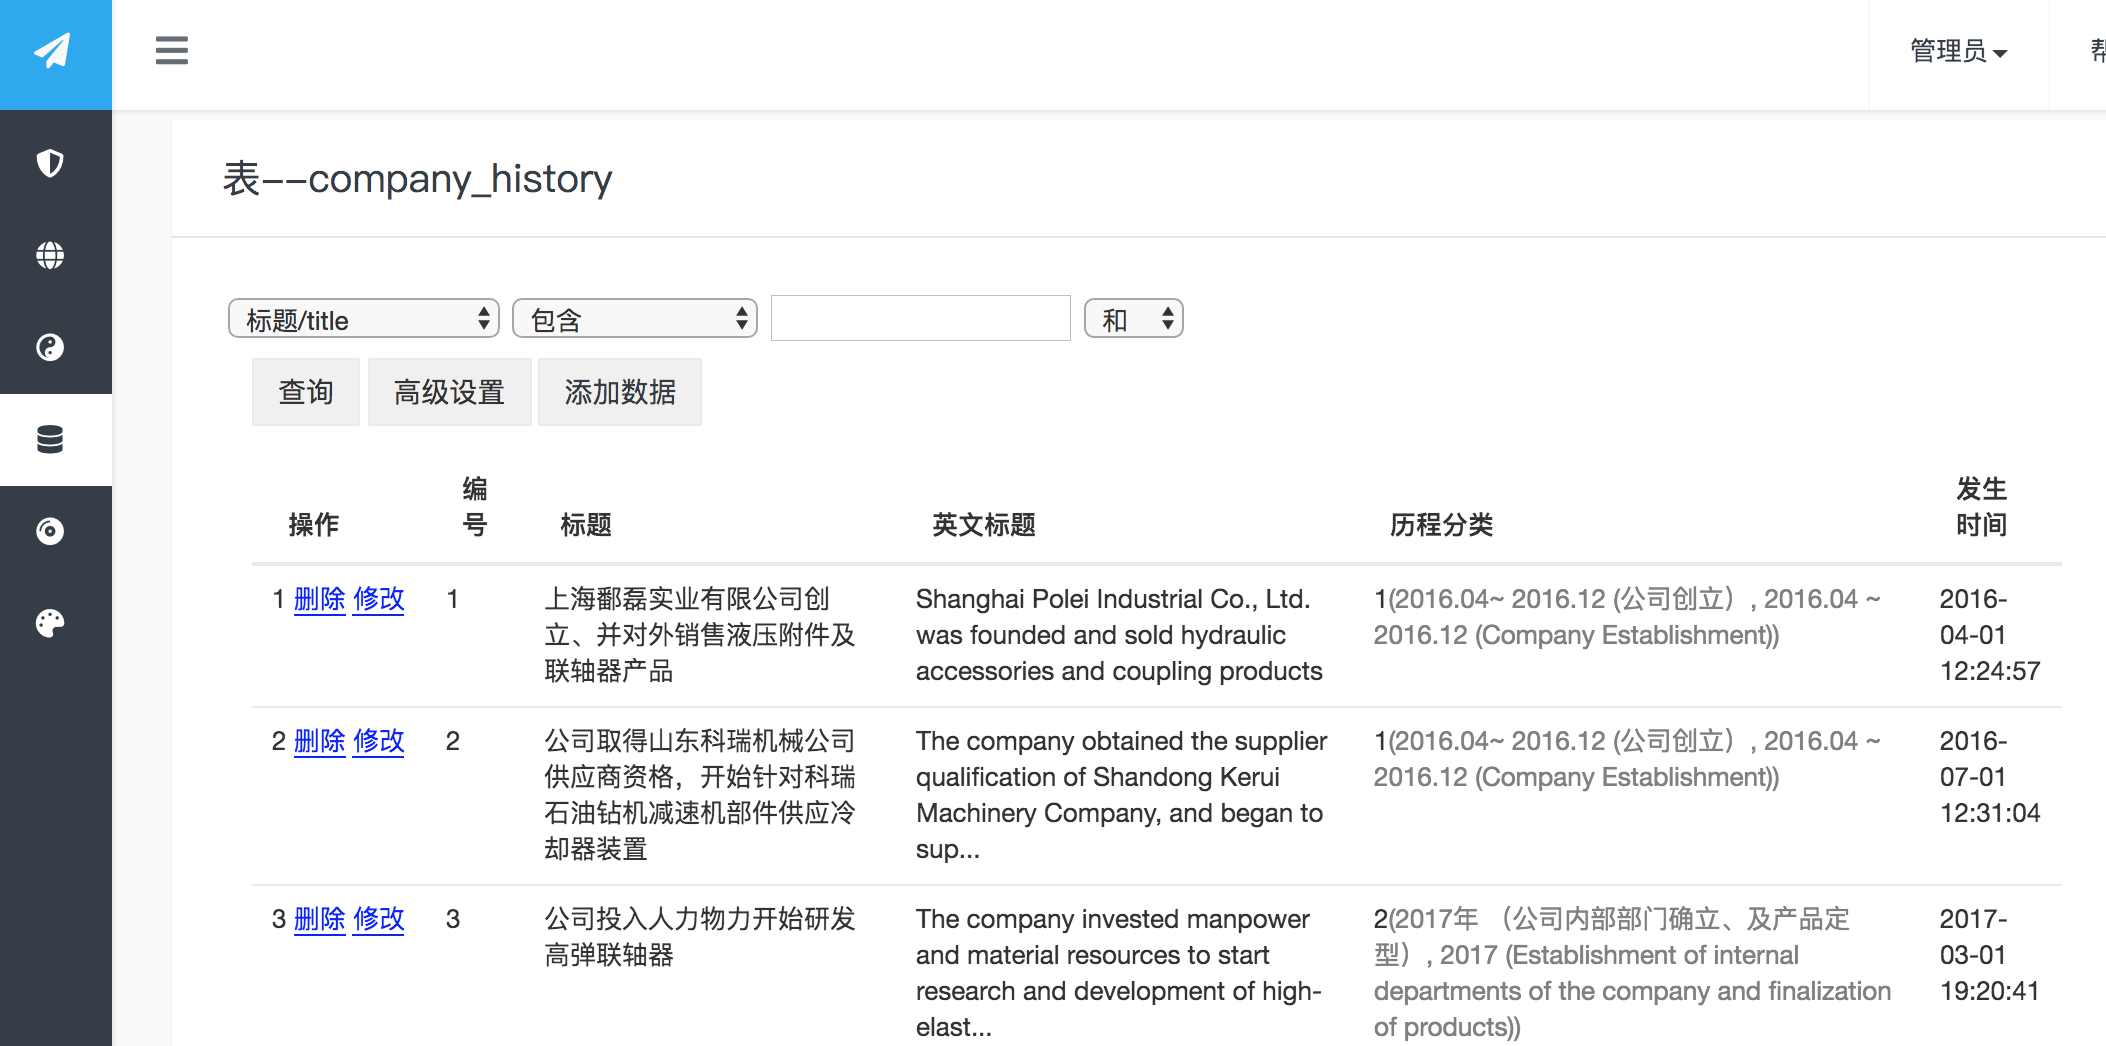 管理员
表--company_history
标题/title 包含 和
查询 高级设置 添加数据
操作 编号 标题 英文标题 历程分类 发生时间
1 删除 修改 1
上海鄱磊实业有限公司创
立、并对外销售液压附件及
联轴器产品
Shanghai Polei Industrial Co., Ltd.
was founded and sold hydraulic
accessories and coupling products
1(2016.04~ 2016.12 (公司创立）, 2016.04 ~
2016.12 (Company Establishment))
2016-
04-01
12:24:57
2 删除 修改 2
公司取得山东科瑞机械公司
供应商资格，开始针对科瑞
石油钻机减速机部件供应冷
却器装置
The company obtained the supplier
qualification of Shandong Kerui
Machinery Company, and began to
sup...
1(2016.04~ 2016.12 (公司创立）, 2016.04 ~
2016.12 (Company Establishment))
2016-
07-01
12:31:04
3 删除 修改 3
公司投入人力物力开始研发
高弹联轴器
The company invested manpower
and material resources to start
research and development of high-
elast...
2(2017年 （公司内部部门确立、及产品定
型）, 2017 (Establishment of internal
departments of the company and finalization
of products))
2017-
03-01
19:20:41